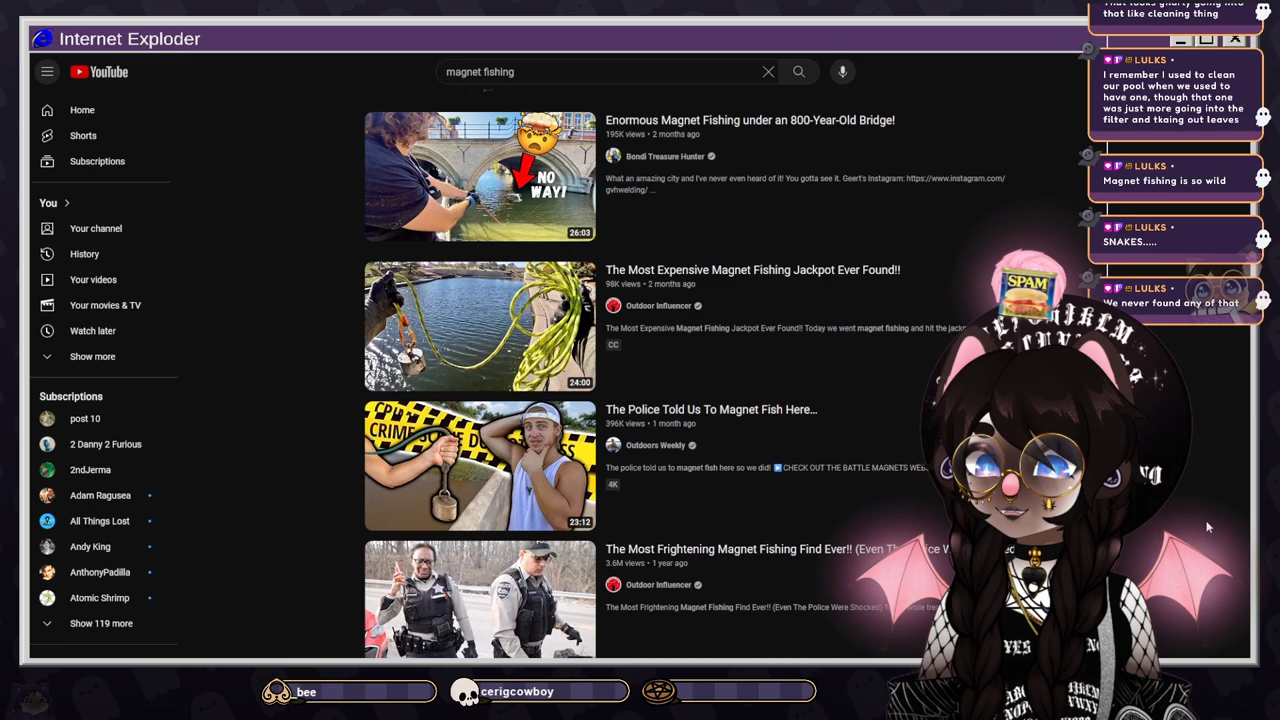 Internet Exploder
YouTube
magnet fishing
Home
Shorts
Subscriptions
You
Your channel
History
Your videos
Your movies & TV
Watch later
Show more
Subscriptions
post 10
2 Danny 2 Furious
2ndJerma
Adam Ragusea
All Things Lost
Andy King
AnthonyPadilla
Atomic Shrimp
Show 119 more
NO
WAY!
26:03
Enormous Magnet Fishing under an 800-Year-Old Bridge!
195K views • 2 months ago
Bondi Treasure Hunter
What an amazing city and I've never even heard of it! You gotta see it. Geert's Instagram: https://www.instagram.com/
gvhwelding/ ...
24:00
The Most Expensive Magnet Fishing Jackpot Ever Found!!
98K views • 2 months ago
Outdoor Influencer
The Most Expensive Magnet Fishing Jackpot Ever Found!! Today we went magnet fishing and hit the
CC
CRIME
23:12
The Police Told Us To Magnet Fish Here...
396K views • 1 month ago
Outdoors Weekly
The police told us to magnet fish here so we did! ▶ CHECK OUT THE BATTLE MAGNETS
4K
The Most Frightening Magnet Fishing Find Ever!! (Even
3.6M views • 1 year ago
Outdoor Influencer
The Most Frightening Magnet Fishing Find Ever!! (Even The Police Were Shocked)
that like cleaning thing
LULKS •
I remember I used to clean
our pool when we used to
have one, though that one
was just more going into the
filter and tkaing out leaves
LULKS •
Magnet fishing is so wild
LULKS •
SNAKES.....
LULKS •
We never found any of that
SPAM
_bee
cerigcowboy